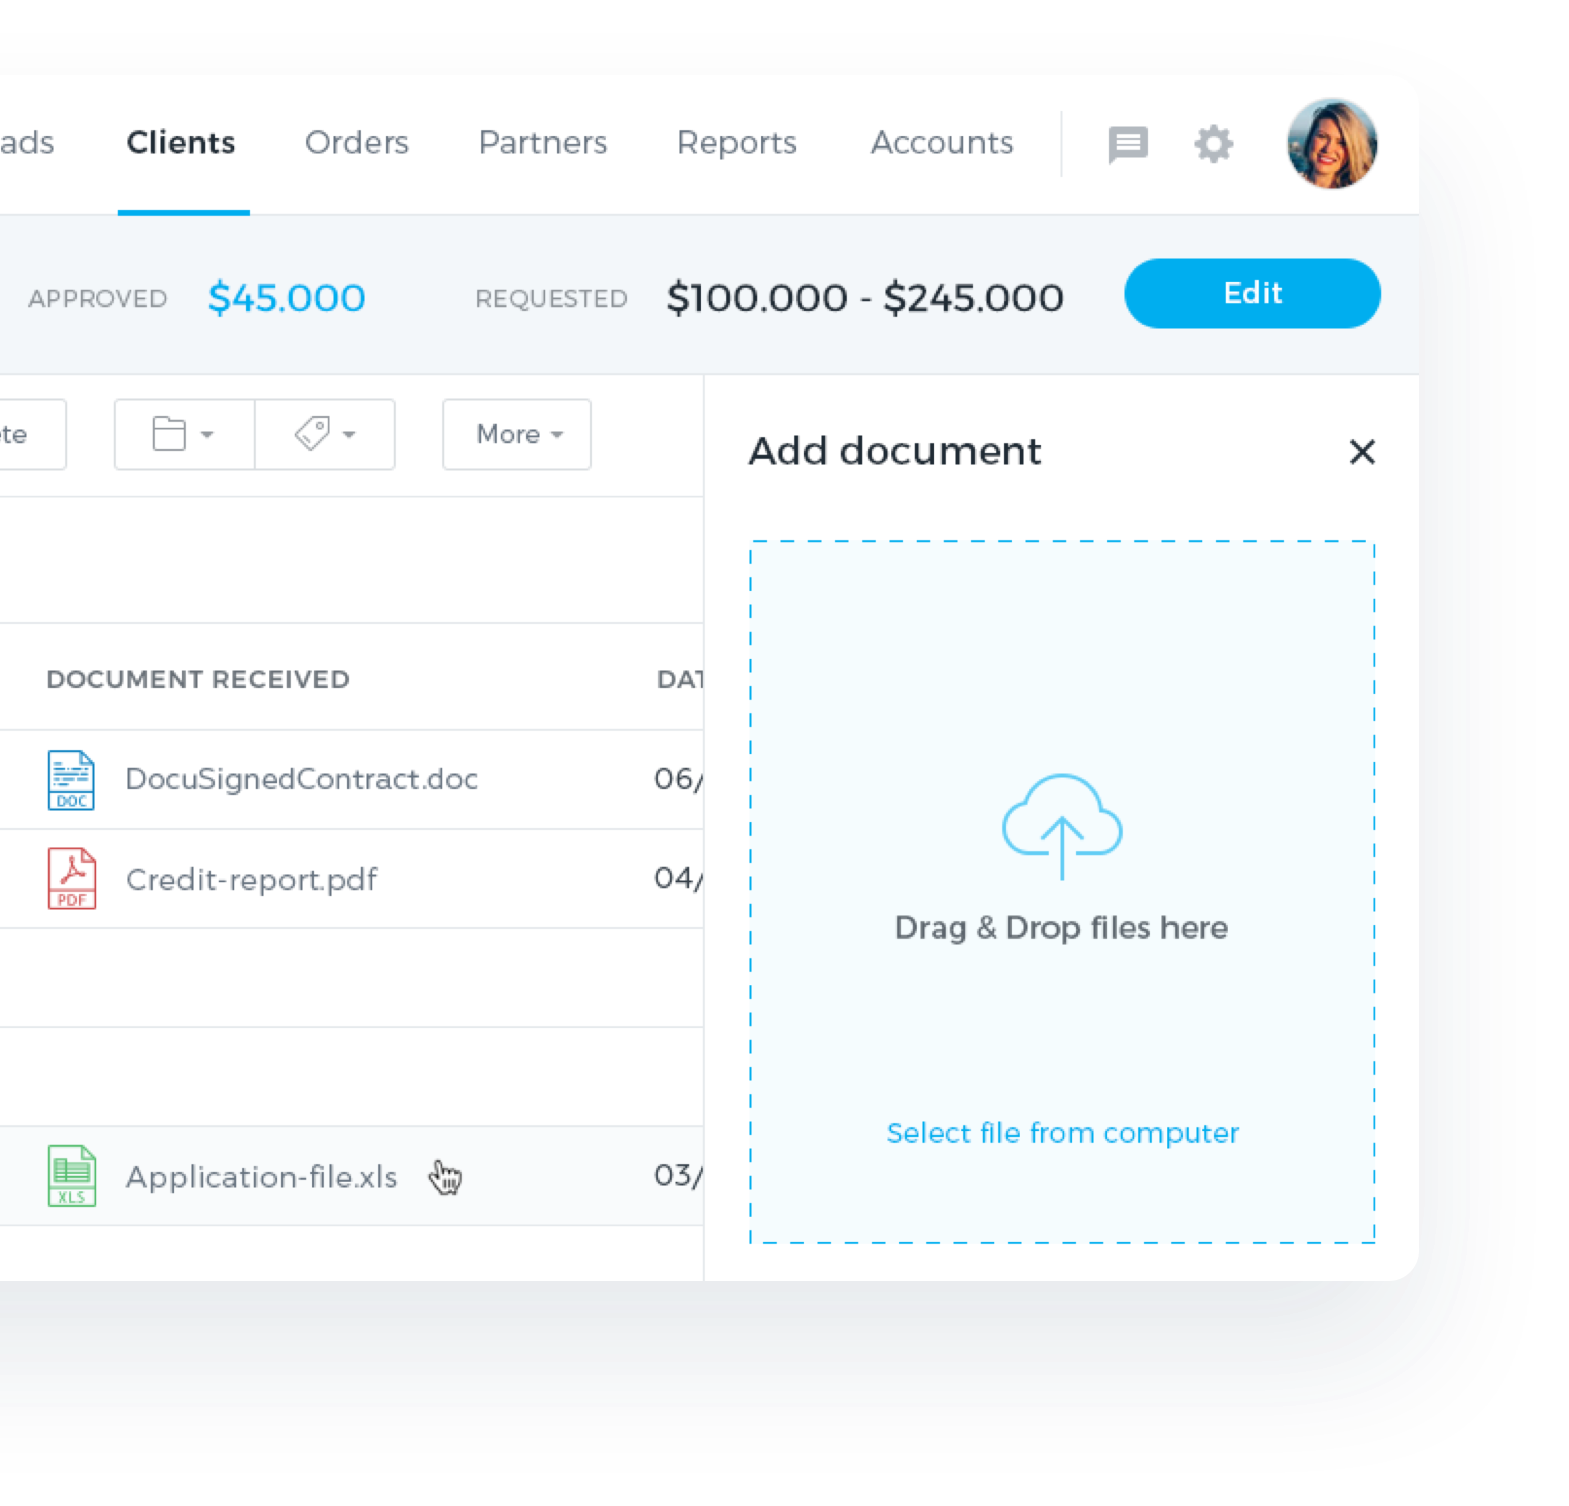 ads Clients Orders Partners Reports Accounts
APPROVED $45.000 REQUESTED $100.000 - $245.000 Edit
te More
Add document
DOCUMENT RECEIVED DAT
DocuSignedContract.doc 06/
DOC
Credit-report.pdf 04/
PDF
Drag & Drop files here
Select file from computer
Application-file.xls 03/
XLS